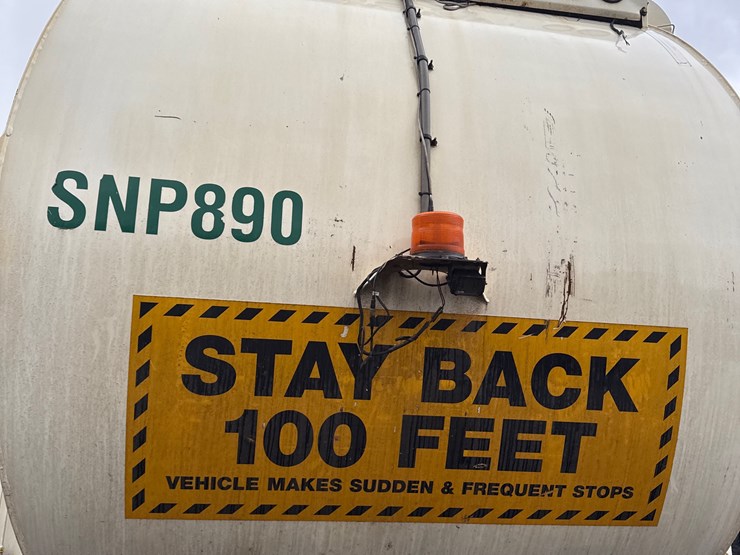 SNP890
STAY BACK
100 FEET
VEHICLE MAKES SUDDEN & FREQUENT STOPS